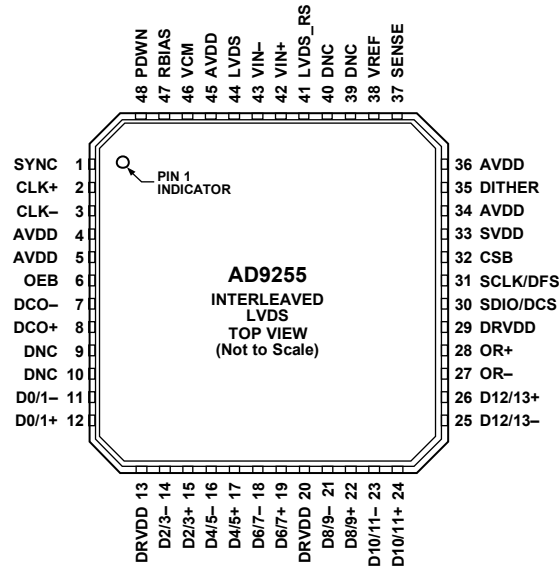 48 PDWN
47 RBIAS
46 VCM
45 AVDD
44 LVDS
43 VIN–
42 VIN+
41 LVDS_RS
40 DNC
39 DNC
38 VREF
37 SENSE
SYNC 1
CLK+ 2
CLK– 3
AVDD 4
AVDD 5
OEB 6
DCO– 7
DCO+ 8
DNC 9
DNC 10
D0/1– 11
D0/1+ 12
PIN 1
INDICATOR
AD9255
INTERLEAVED
LVDS
TOP VIEW
(Not to Scale)
36 AVDD
35 DITHER
34 AVDD
33 SVDD
32 CSB
31 SCLK/DFS
30 SDIO/DCS
29 DRVDD
28 OR+
27 OR–
26 D12/13+
25 D12/13–
DRVDD 13
D2/3– 14
D2/3+ 15
D4/5– 16
D4/5+ 17
D6/7– 18
D6/7+ 19
DRVDD 20
D8/9– 21
D8/9+ 22
D10/11– 23
D10/11+ 24